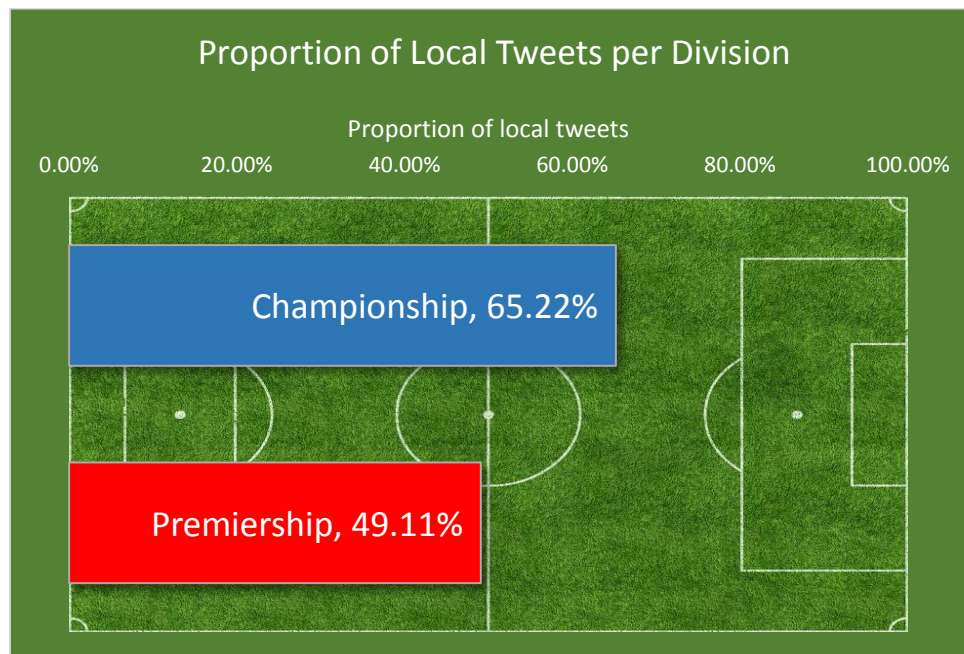 Proportion of Local Tweets per Division
Proportion of local tweets
0.00% 20.00% 40.00% 60.00% 80.00% 100.00%
Championship, 65.22%
Premiership, 49.11%